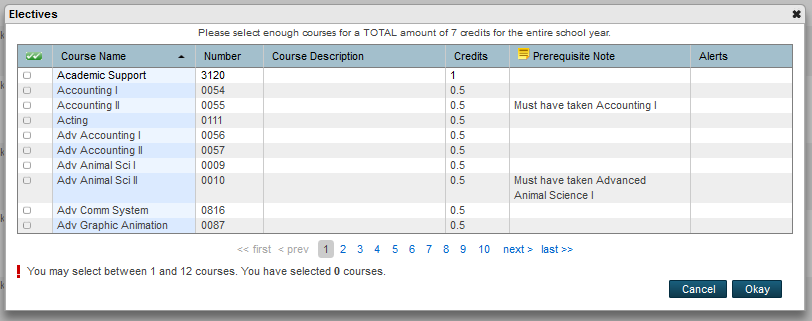 Electives
Please select enough courses for a TOTAL amount of 7 credits for the entire school year.
Course Name Number Course Description Credits Prerequisite Note Alerts
Academic Support 3120 1
Accounting I 0054 0.5
Accounting II 0055 0.5 Must have taken Accounting I
Acting 0111 0.5
Adv Accounting I 0056 0.5
Adv Accounting II 0057 0.5
Adv Animal Sci I 0009 0.5
Adv Animal Sci II 0010 0.5 Must have taken Advanced
Animal Science I
Adv Comm System 0816 0.5
Adv Graphic Animation 0087 0.5
<< first < prev 1 2 3 4 5 6 7 8 9 10 next > last >>
You may select between 1 and 12 courses. You have selected 0 courses.
Cancel Okay